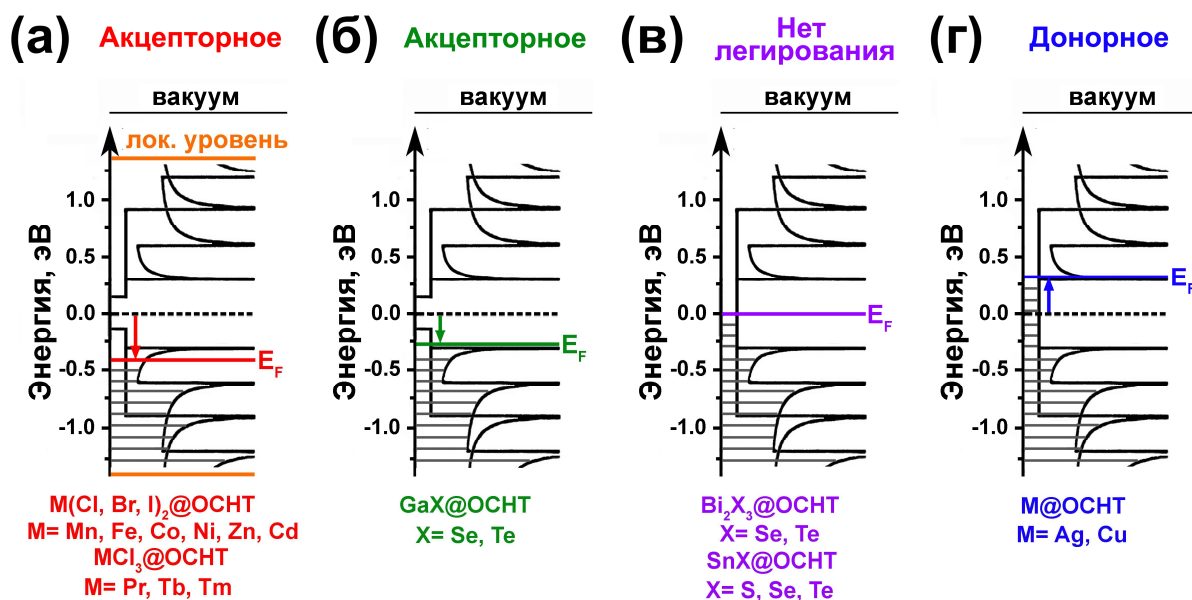 (а) Акцепторное
вакуум
лок. уровень
Энергия, эВ
1.0
0.5
0.0
-0.5
-1.0
E_F
M(Cl, Br, I)₂@ОСНТ
M= Mn, Fe, Co, Ni, Zn, Cd
MCl₃@ОСНТ
M= Pr, Tb, Tm
(б) Акцепторное
вакуум
Энергия, эВ
1.0
0.5
0.0
-0.5
-1.0
E_F
GaX@ОСНТ
X= Se, Te
(в) Нет
легирования
вакуум
Энергия, эВ
1.0
0.5
0.0
-0.5
-1.0
E_F
Bi₂X₃@ОСНТ
X= Se, Te
SnX@ОСНТ
X= S, Se, Te
(г) Донорное
вакуум
Энергия, эВ
1.0
0.5
0.0
-0.5
-1.0
E_F
M@ОСНТ
M= Ag, Cu